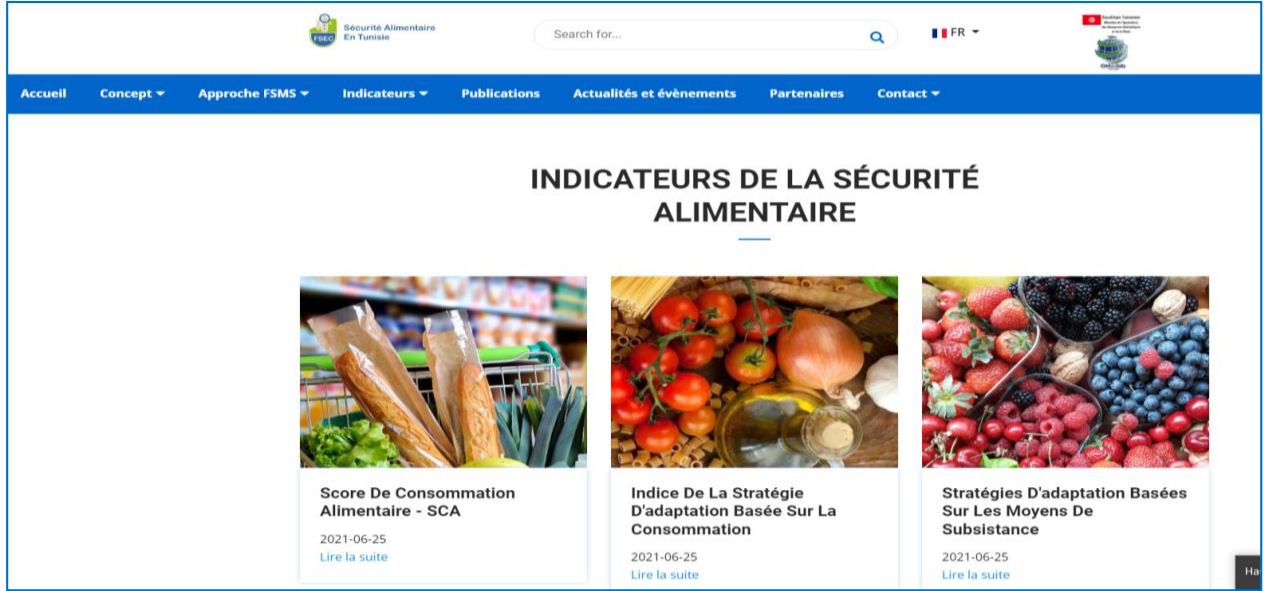 FSEC
Sécurité Alimentaire
En Tunisie
Search for...
FR
République Tunisienne
Accueil
Concept
Approche FSMS
Indicateurs
Publications
Actualités et évènements
Partenaires
Contact
INDICATEURS DE LA SÉCURITÉ
ALIMENTAIRE
Score De Consommation
Alimentaire - SCA
2021-06-25
Lire la suite
Indice De La Stratégie
D'adaptation Basée Sur La
Consommation
2021-06-25
Lire la suite
Stratégies D'adaptation Basées
Sur Les Moyens De
Subsistance
2021-06-25
Lire la suite